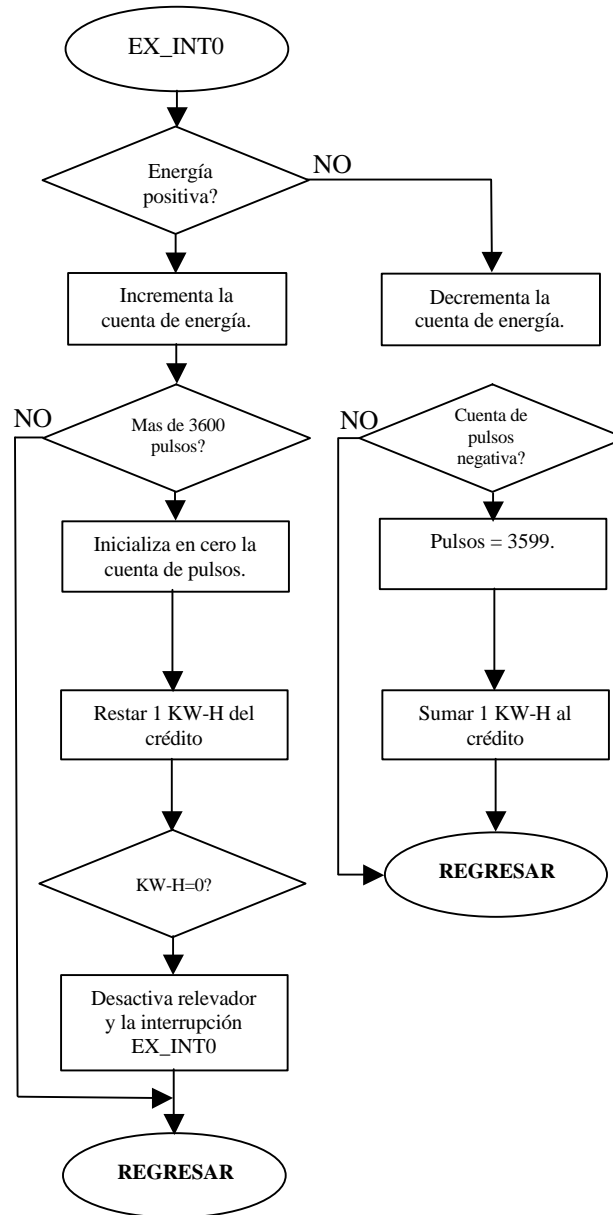 EX_INT0
Energía
positiva?
NO
Incrementa la
cuenta de energía.
Decrementa la
cuenta de energía.
NO
Mas de 3600
pulsos?
NO
Cuenta de
pulsos
negativa?
Inicializa en cero la
cuenta de pulsos.
Pulsos = 3599.
Restar 1 KW-H del
crédito
Sumar 1 KW-H al
crédito
KW-H=0?
REGRESAR
Desactiva relevador
y la interrupción
EX_INT0
REGRESAR